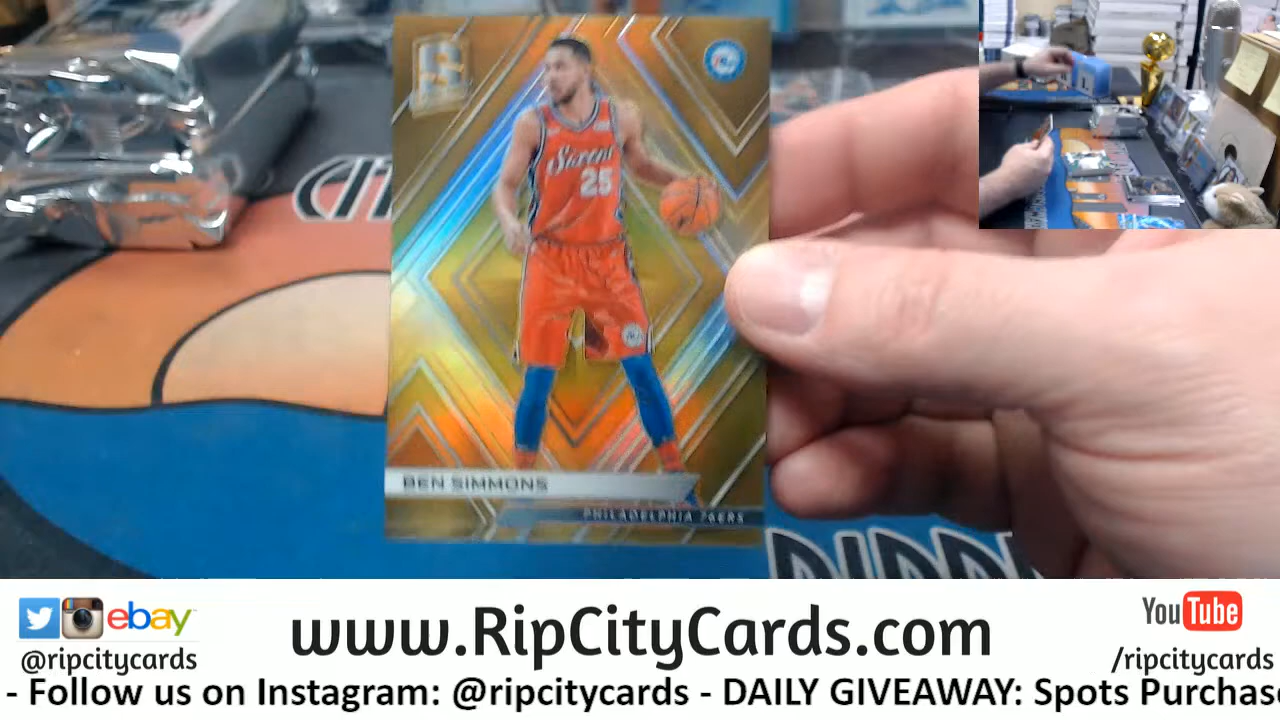 Sixers
25
BEN SIMMONS
PHILADELPHIA 76ERS
ebay
www.RipCityCards.com
YouTube
@ripcitycards
/ripcitycards
- Follow us on Instagram: @ripcitycards - DAILY GIVEAWAY: Spots Purchase